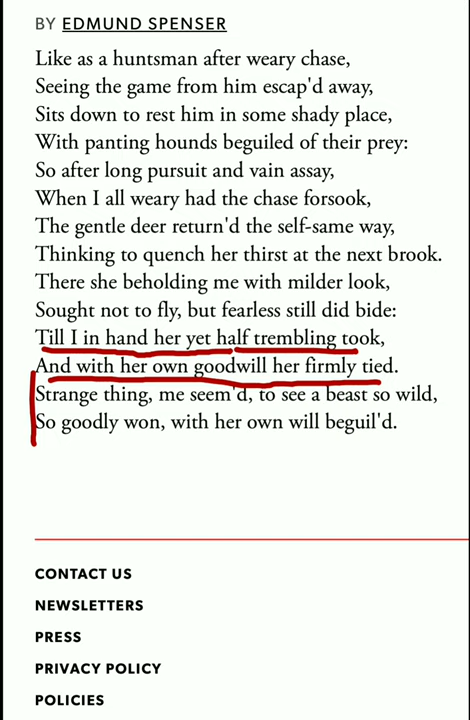 BY EDMUND SPENSER
Like as a huntsman after weary chase,
Seeing the game from him escap'd away,
Sits down to rest him in some shady place,
With panting hounds beguiled of their prey:
So after long pursuit and vain assay,
When I all weary had the chase forsook,
The gentle deer return'd the self-same way,
Thinking to quench her thirst at the next brook.
There she beholding me with milder look,
Sought not to fly, but fearless still did bide:
Till I in hand her yet half trembling took,
And with her own goodwill her firmly tied.
Strange thing, me seem'd, to see a beast so wild,
So goodly won, with her own will beguil'd.
CONTACT US
NEWSLETTERS
PRESS
PRIVACY POLICY
POLICIES